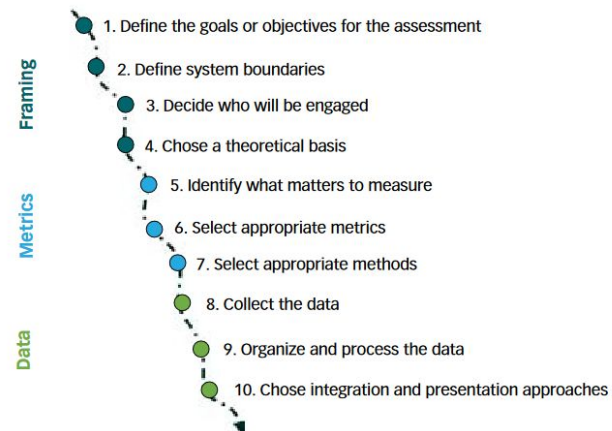 Framing
1. Define the goals or objectives for the assessment
2. Define system boundaries
3. Decide who will be engaged
4. Chose a theoretical basis
Metrics
5. Identify what matters to measure
6. Select appropriate metrics
7. Select appropriate methods
Data
8. Collect the data
9. Organize and process the data
10. Chose integration and presentation approaches